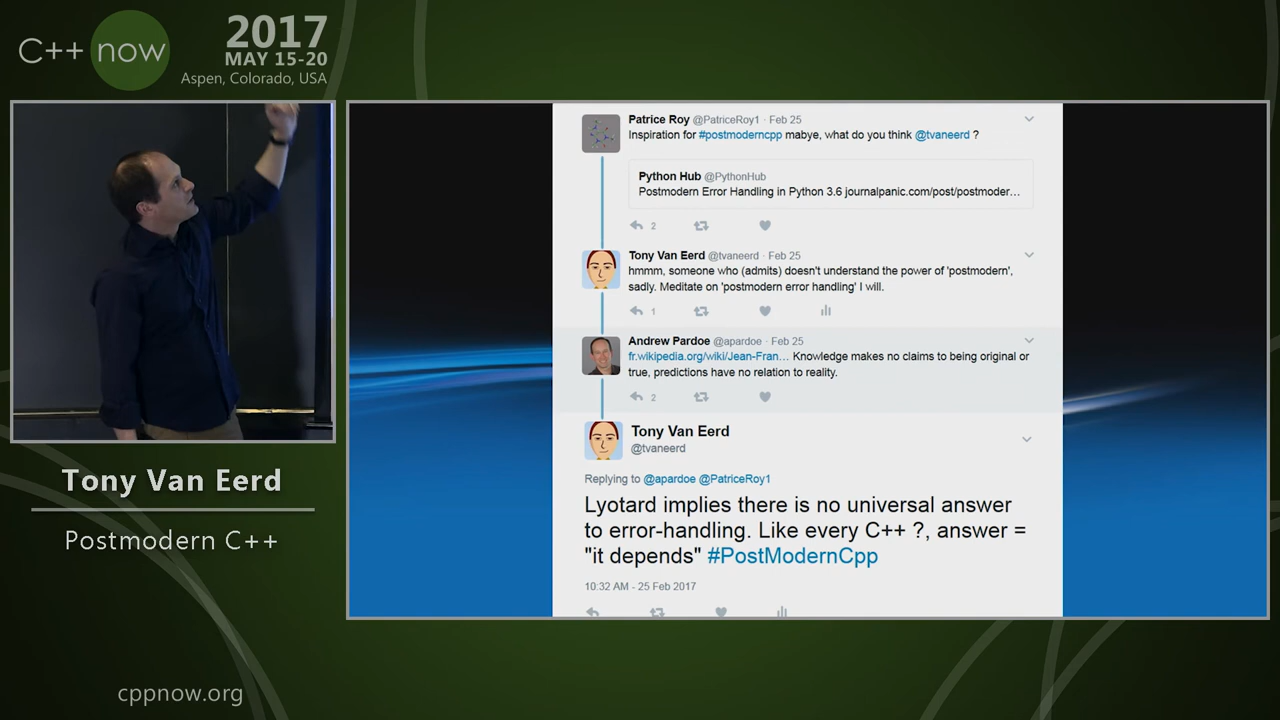 C++ now
2017
MAY 15-20
Aspen, Colorado, USA
Patrice Roy @PatriceRoy1 · Feb 25
Inspiration for #postmoderncpp mabye, what do you think @tvaneerd ?
Python Hub @PythonHub
Postmodern Error Handling in Python 3.6 journalpanic.com/post/postmoder…
2
Tony Van Eerd @tvaneerd · Feb 25
hmmm, someone who (admits) doesn't understand the power of 'postmodern',
sadly. Meditate on 'postmodern error handling' I will.
1
Andrew Pardoe @apardoe · Feb 25
fr.wikipedia.org/wiki/Jean-Fran… Knowledge makes no claims to being original or
true, predictions have no relation to reality.
2
Tony Van Eerd
@tvaneerd
Replying to @apardoe @PatriceRoy1
Lyotard implies there is no universal answer
to error-handling. Like every C++ ?, answer =
"it depends" #PostModernCpp
10:32 AM - 25 Feb 2017
Tony Van Eerd
Postmodern C++
cppnow.org